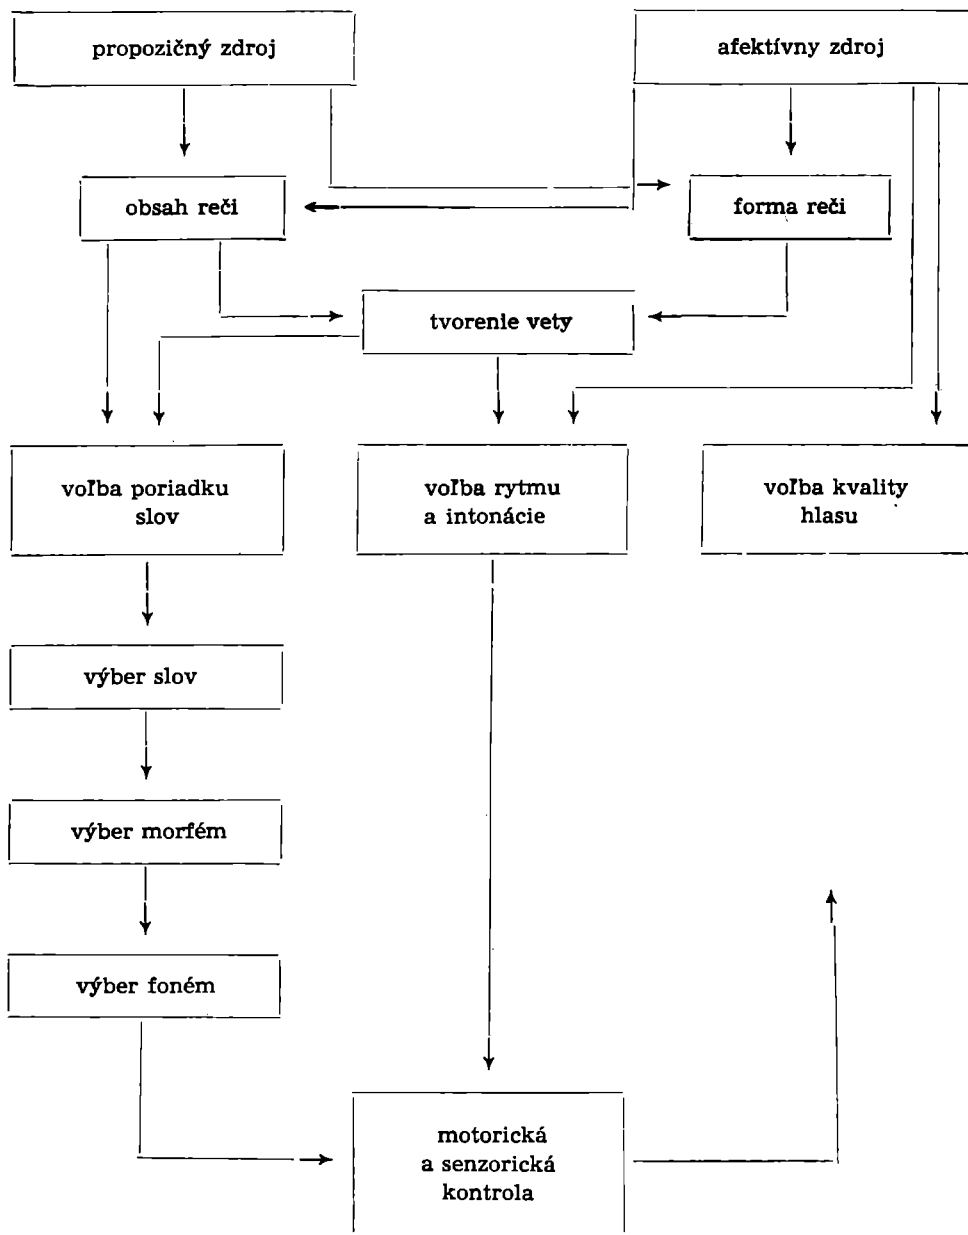 propozičný zdroj
afektívny zdroj
obsah reči
forma reči
tvorenie vety
voľba poriadku
slov
voľba rytmu
a intonácie
voľba kvality
hlasu
výber slov
výber morfém
výber foném
motorická
a senzorická
kontrola